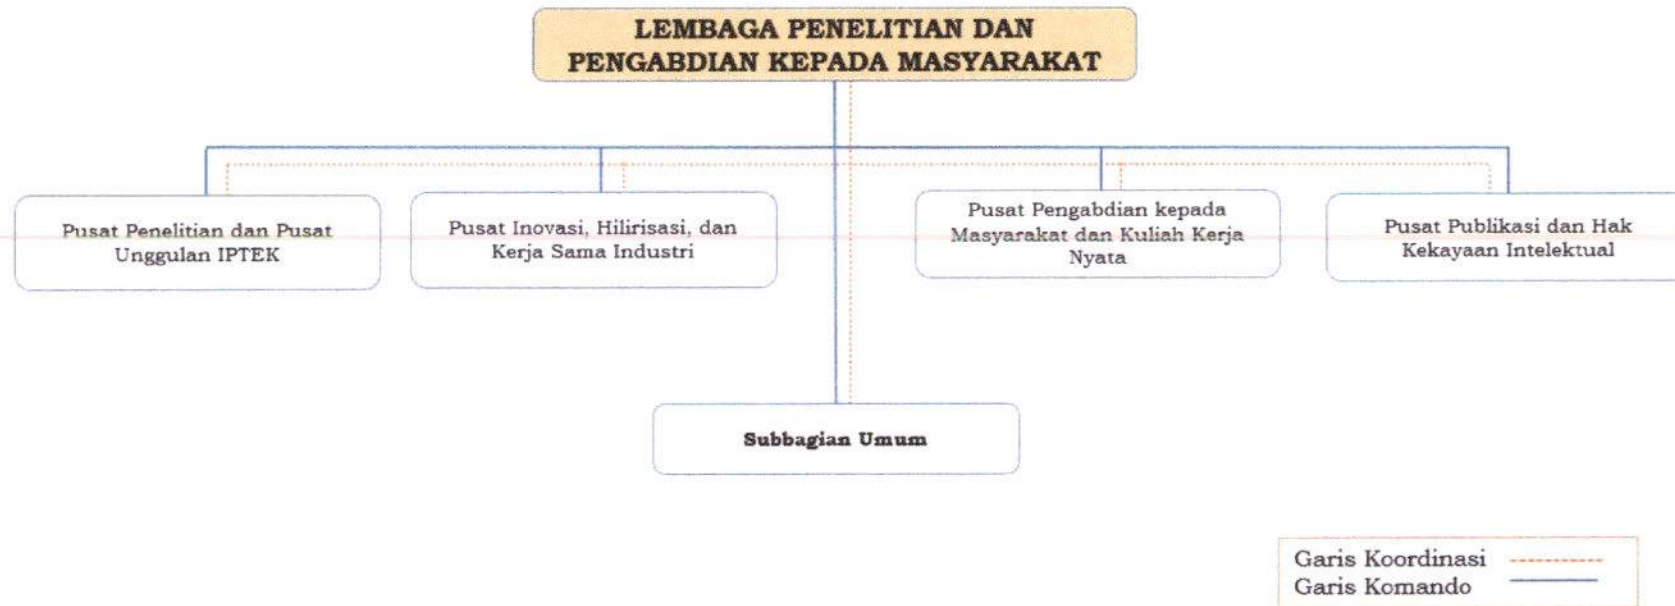 LEMBAGA PENELITIAN DAN
PENGABDIAN KEPADA MASYARAKAT
Pusat Penelitian dan Pusat
Unggulan IPTEK
Pusat Inovasi, Hilirisasi, dan
Kerja Sama Industri
Pusat Pengabdian kepada
Masyarakat dan Kuliah Kerja
Nyata
Pusat Publikasi dan Hak
Kekayaan Intelektual
Subbagian Umum
Garis Koordinasi
Garis Komando